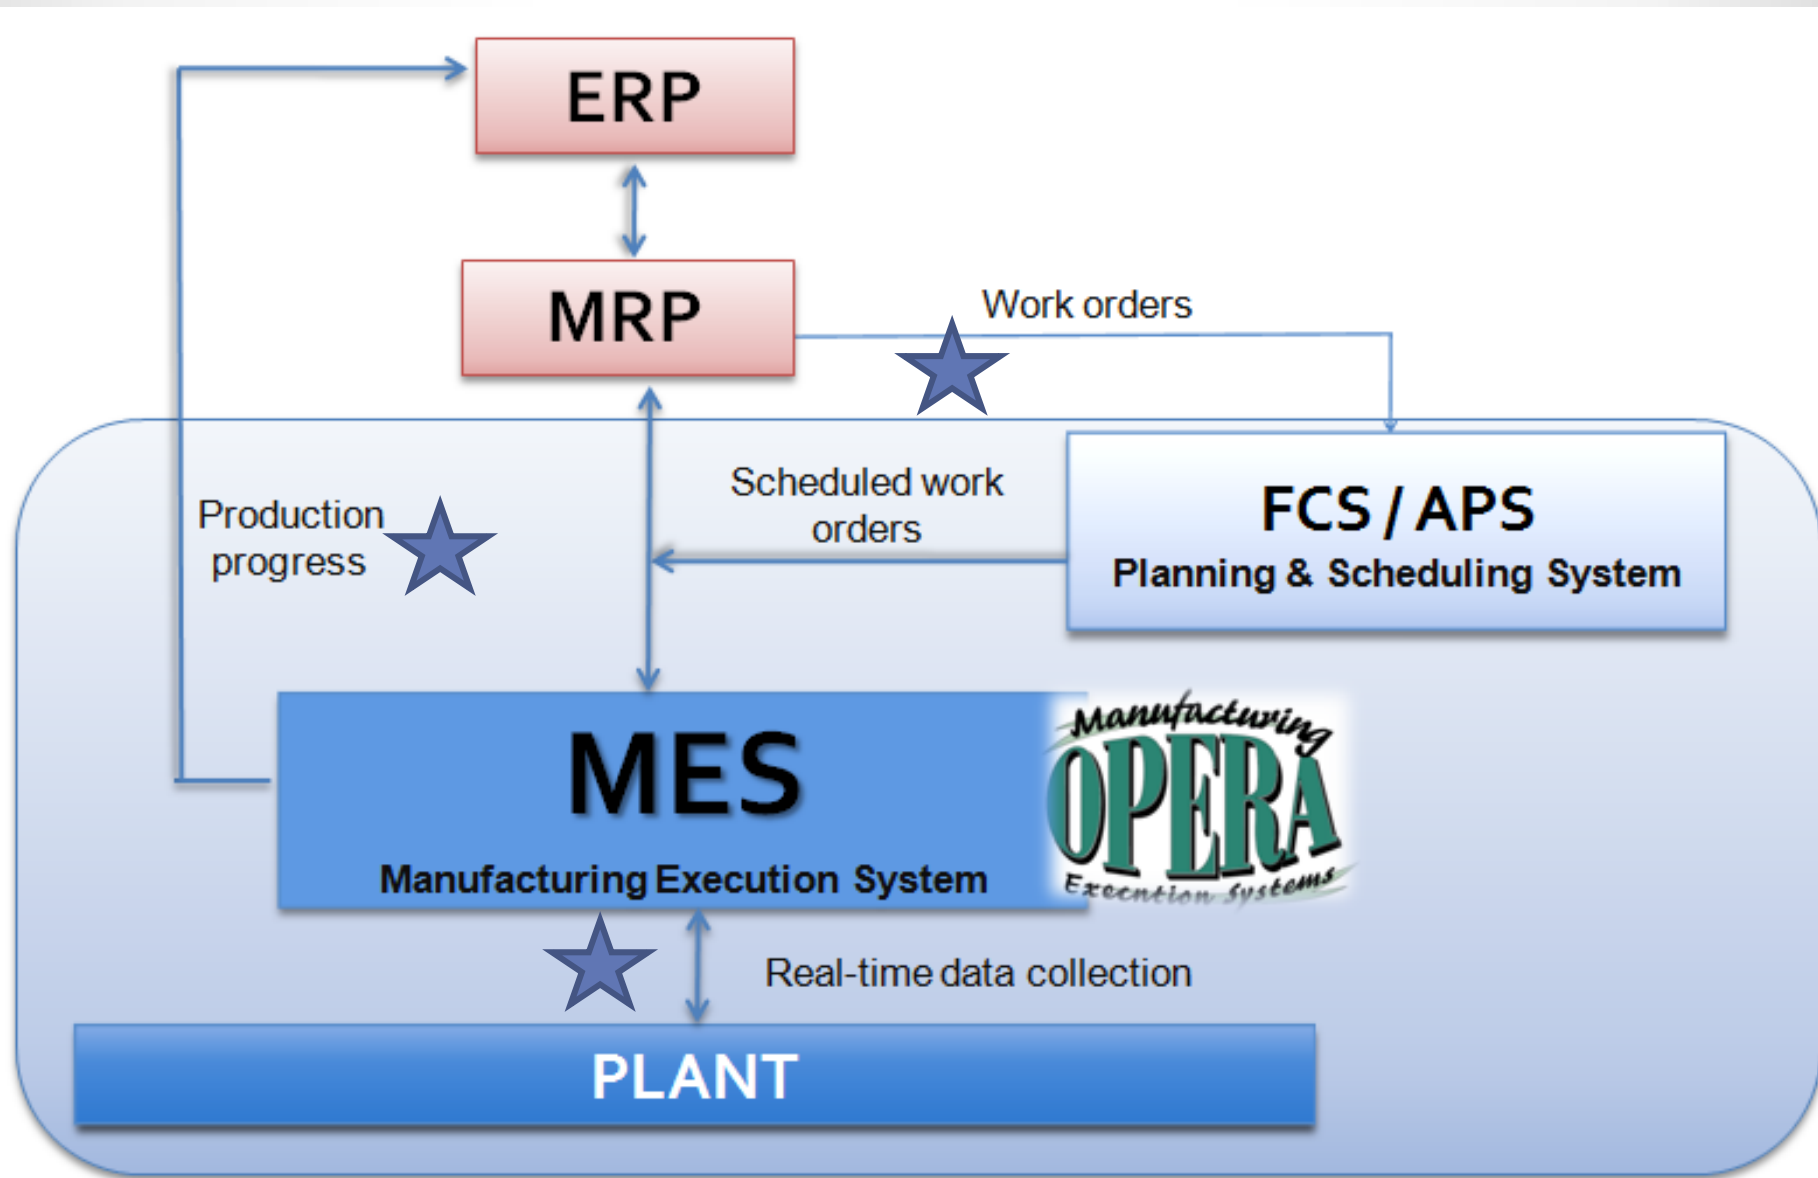 ERP
MRP
Work orders
Scheduled work
orders
FCS / APS
Planning & Scheduling System
Production
progress
MES
Manufacturing Execution System
Manufacturing
OPERA
Execution Systems
Real-time data collection
PLANT